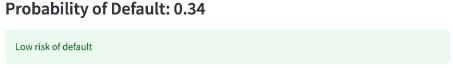 Probability of Default: 0.34
Low risk of default